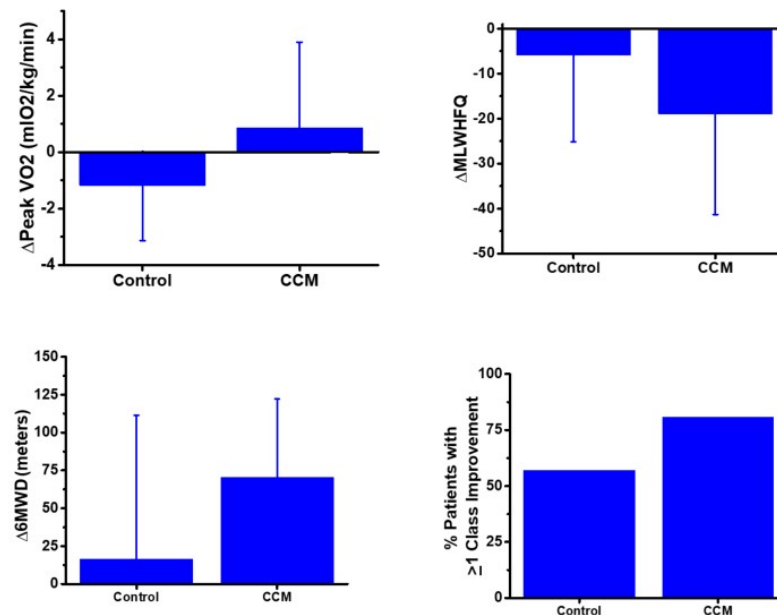 ΔPeak VO2 (mlO2/kg/min)
4
2
0
-2
-4
Control
CCM
ΔMLWHFQ
0
-10
-20
-30
-40
-50
Control
CCM
Δ6MWD (meters)
150
125
100
75
50
25
0
Control
CCM
% Patients with
≥1 Class Improvement
100
75
50
25
0
Control
CCM